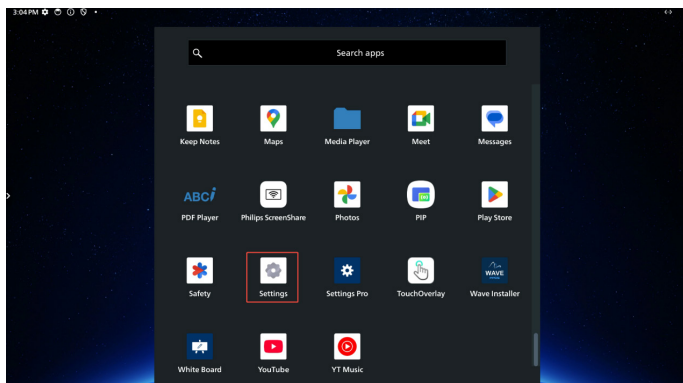 3:04 PM
Search apps
Keep Notes Maps Media Player Meet Messages
ABCi
PDF Player Philips ScreenShare Photos PIP Play Store
WAVE
Safety Settings Settings Pro TouchOverlay Wave Installer
White Board YouTube YT Music